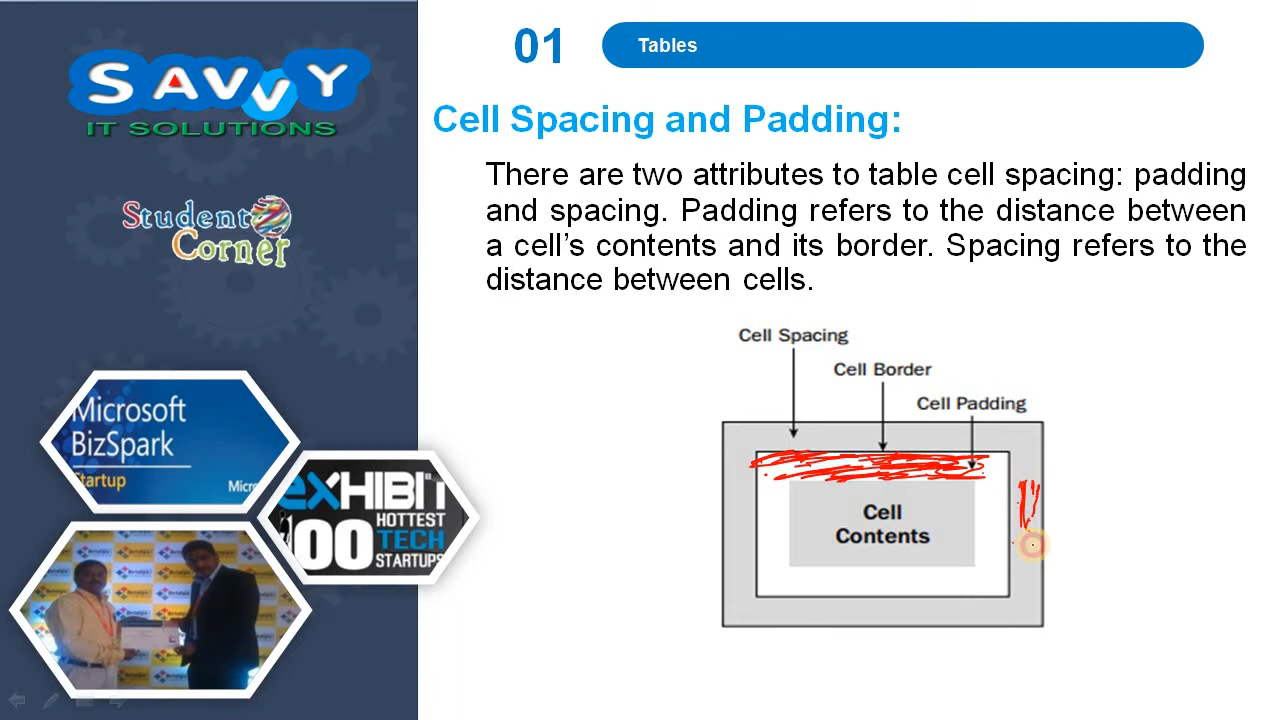 SAVVY
IT SOLUTIONS
Student
Corner
Microsoft
BizSpark
Startup
Micr
EXHIBIT
100
HOTTEST
TECH
STARTUPS
01
Tables
Cell Spacing and Padding:
There are two attributes to table cell spacing: padding
and spacing. Padding refers to the distance between
a cell’s contents and its border. Spacing refers to the
distance between cells.
Cell Spacing
Cell Border
Cell Padding
Cell
Contents